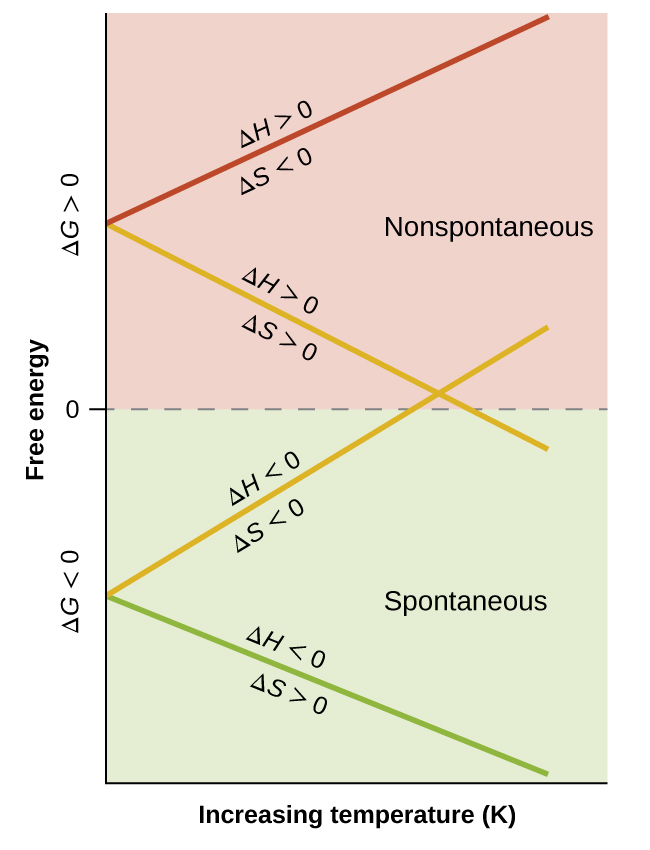 ΔH > 0
ΔS < 0
ΔG > 0
Nonspontaneous
ΔH > 0
ΔS > 0
Free energy
0
ΔH < 0
ΔS < 0
ΔG < 0
Spontaneous
ΔH < 0
ΔS > 0
Increasing temperature (K)